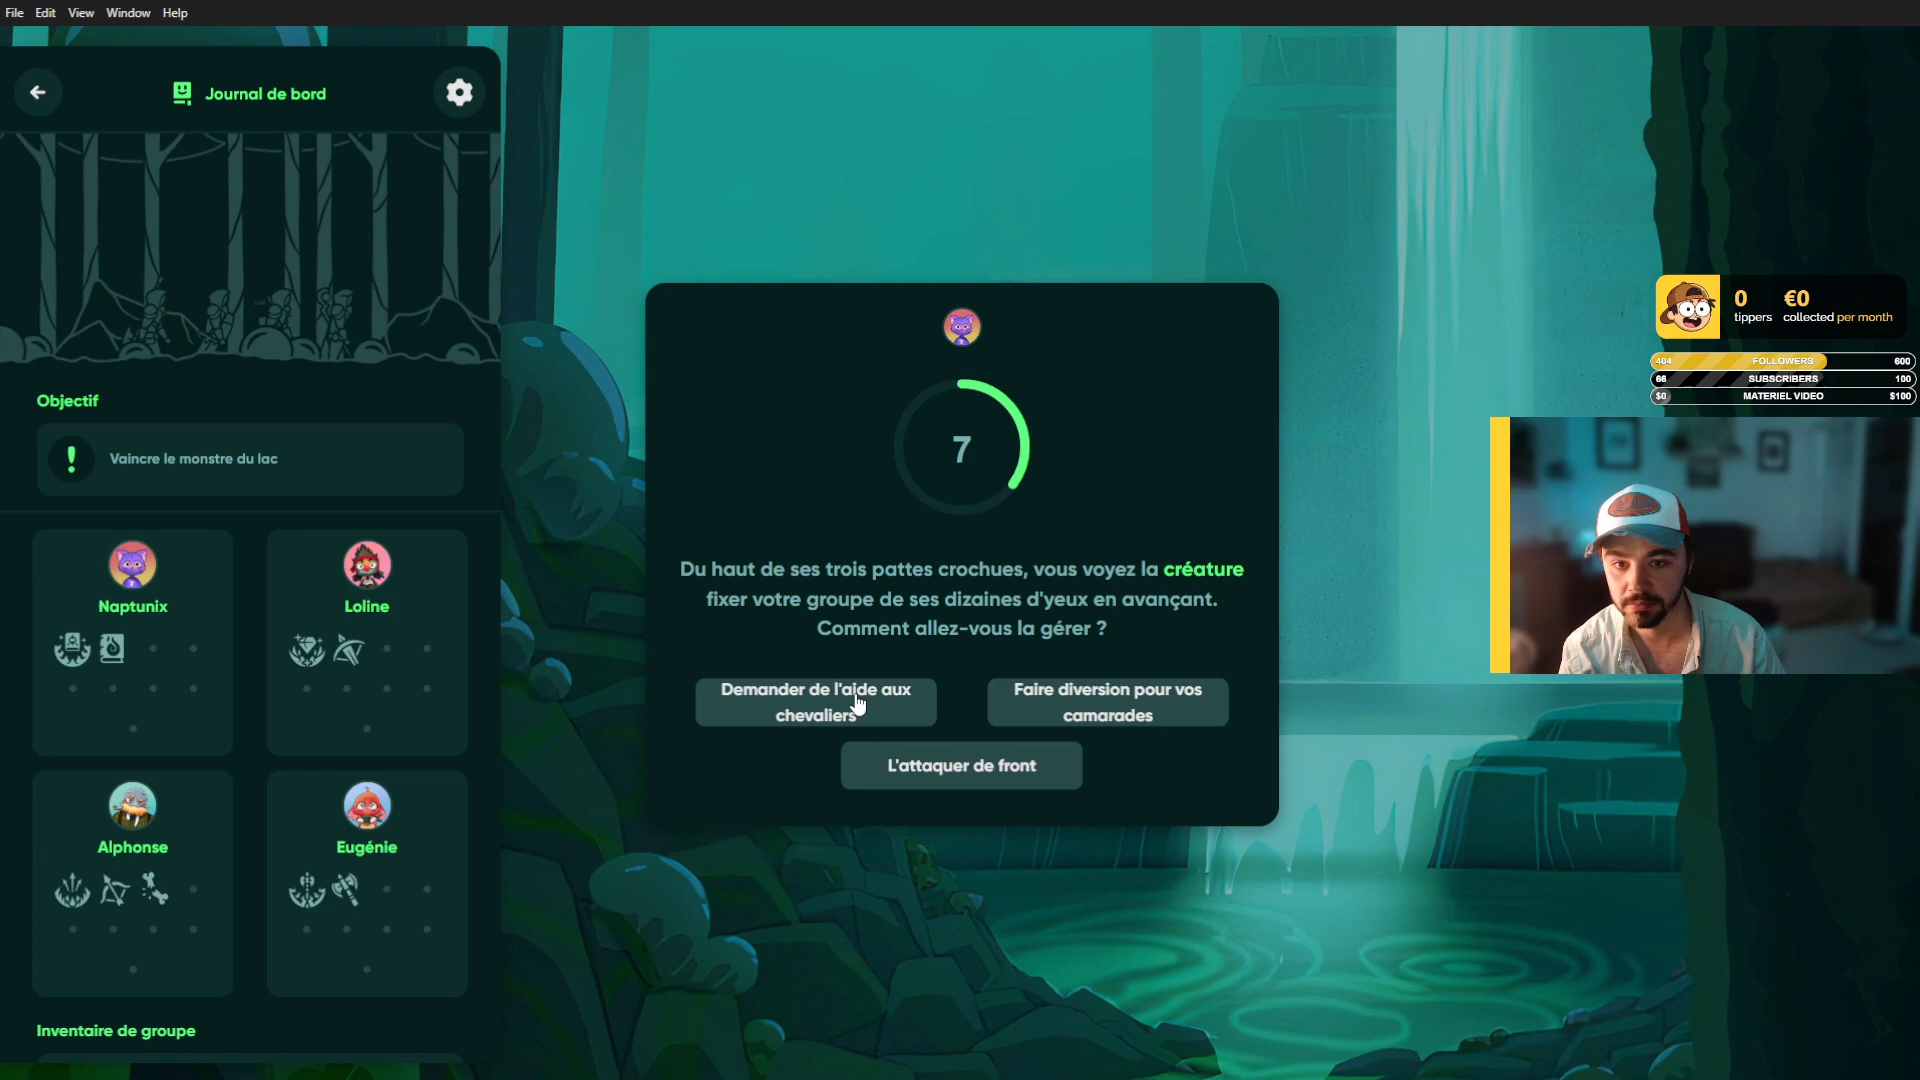 File Edit View Window Help
Journal de bord
Objectif
Vaincre le monstre du lac
Naptunix
Loline
Alphonse
Eugénie
Inventaire de groupe
7
Du haut de ses trois pattes crochues, vous voyez la créature
fixer votre groupe de ses dizaines d'yeux en avançant.
Comment allez-vous la gérer ?
Demander de l'aide aux
chevaliers
Faire diversion pour vos
camarades
L'attaquer de front
0 €0
tippers collected per month
404 FOLLOWERS 600
66 SUBSCRIBERS 100
$0 MATERIEL VIDEO $100